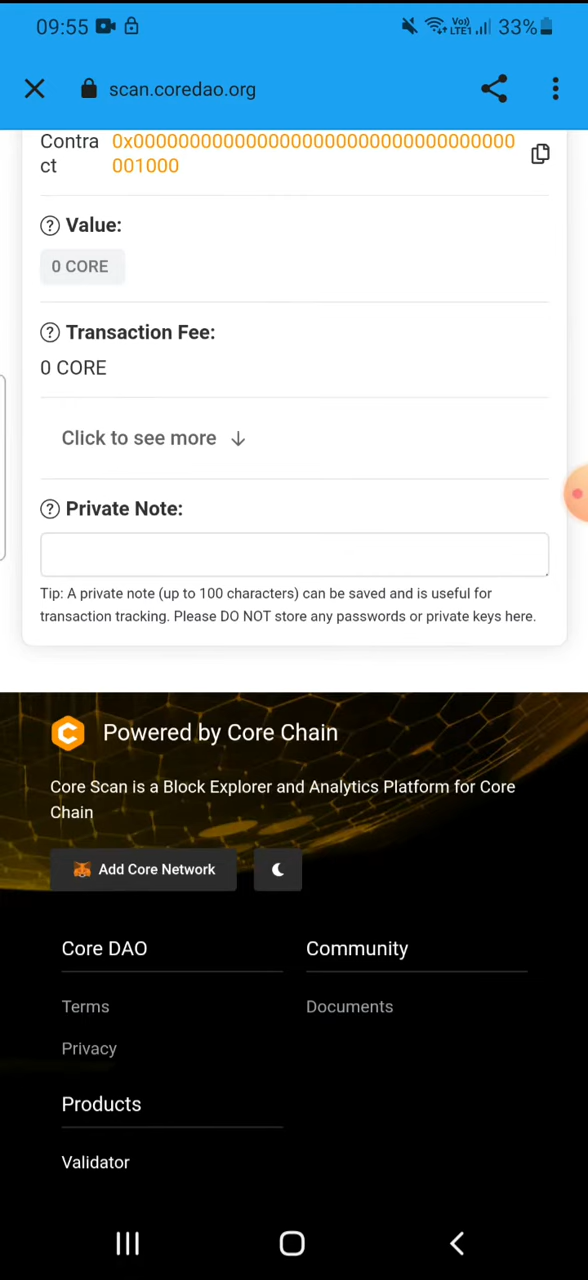 09:55 Vo) LTE1 33%
scan.coredao.org
Contra
ct
0x00000000000000000000000000000000000
001000
? Value:
0 CORE
? Transaction Fee:
0 CORE
Click to see more ↓
? Private Note:
Tip: A private note (up to 100 characters) can be saved and is useful for
transaction tracking. Please DO NOT store any passwords or private keys here.
Powered by Core Chain
Core Scan is a Block Explorer and Analytics Platform for Core
Chain
Add Core Network
Core DAO
Community
Terms
Documents
Privacy
Products
Validator